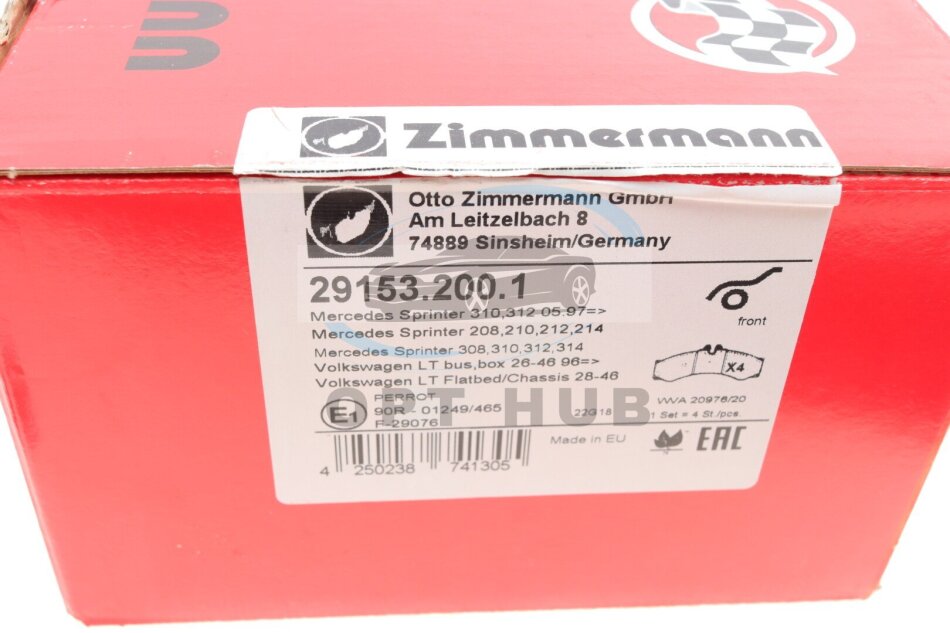 Zimmermann
Otto Zimmermann GmbH
Am Leitzelbach 8
74889 Sinsheim/Germany
29153.200.1
front
Mercedes Sprinter 310,312 05.97=>
Mercedes Sprinter 208,210,212,214
Mercedes Sprinter 308,310,312,314
Volkswagen LT bus,box 26-46 96=>
Volkswagen LT Flatbed/Chassis 28-46
X4
E1
PERROT
90R - 01249/465
F-29076
22G18
WVA 20976/20
1 Set = 4 St./pcs.
OPT HUB
Made in EU
EAC
4 250238 741305